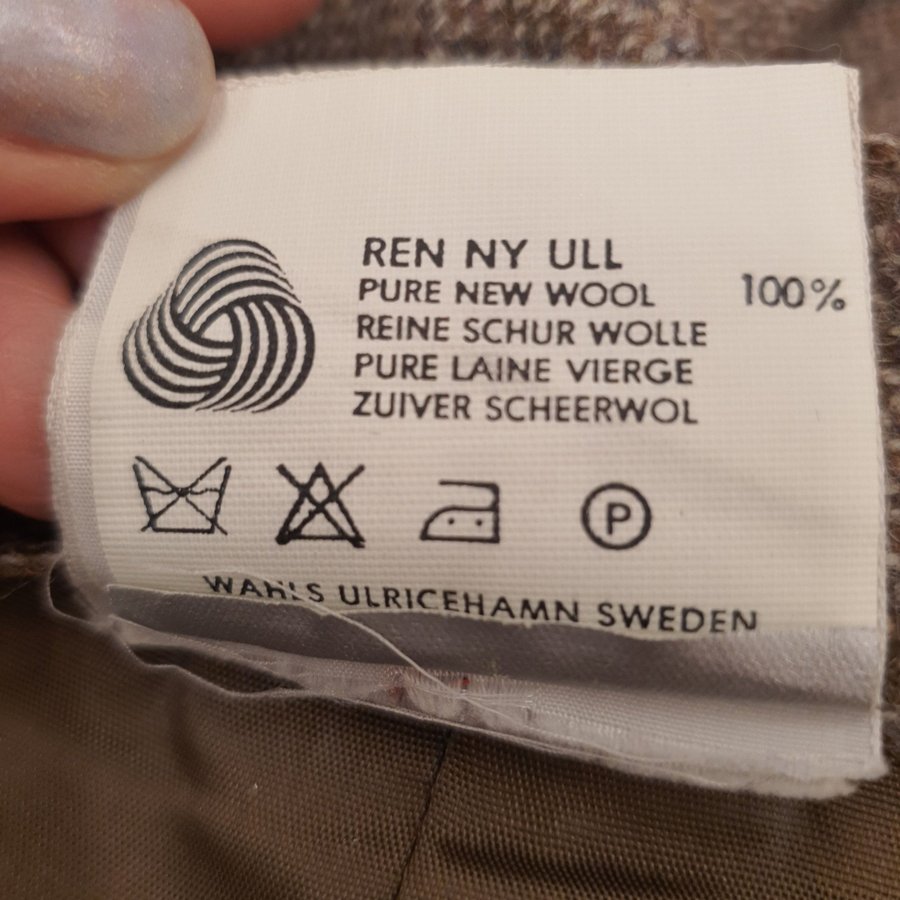 REN NY ULL
PURE NEW WOOL 100%
REINE SCHUR WOLLE
PURE LAINE VIERGE
ZUIVER SCHEERWOL
P
WAHLS ULRICEHAMN SWEDEN